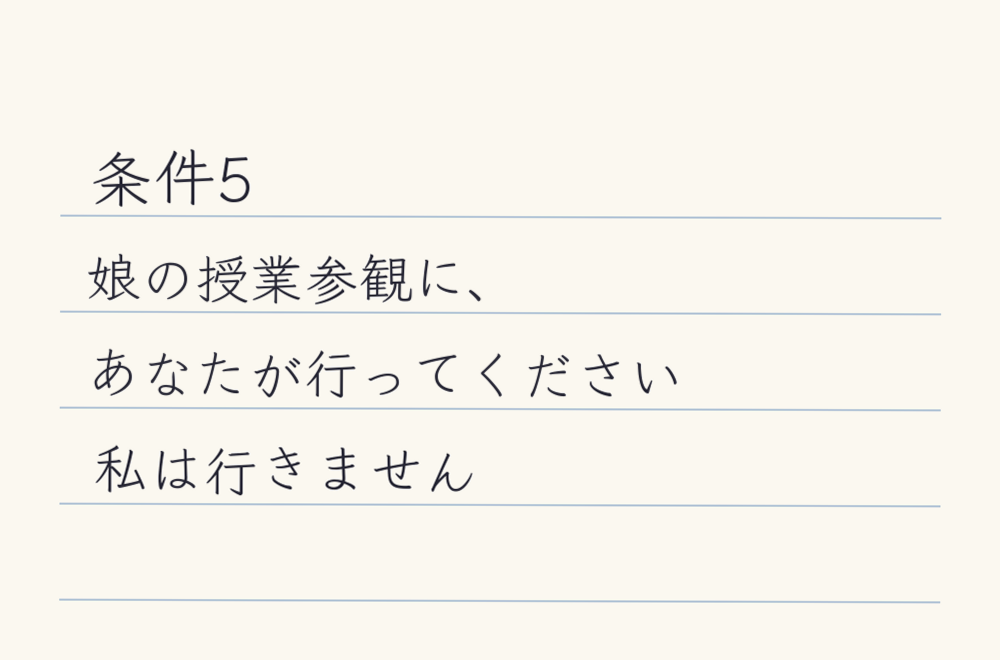 条件5
娘の授業参観に、
あなたが行ってください
私は行きません